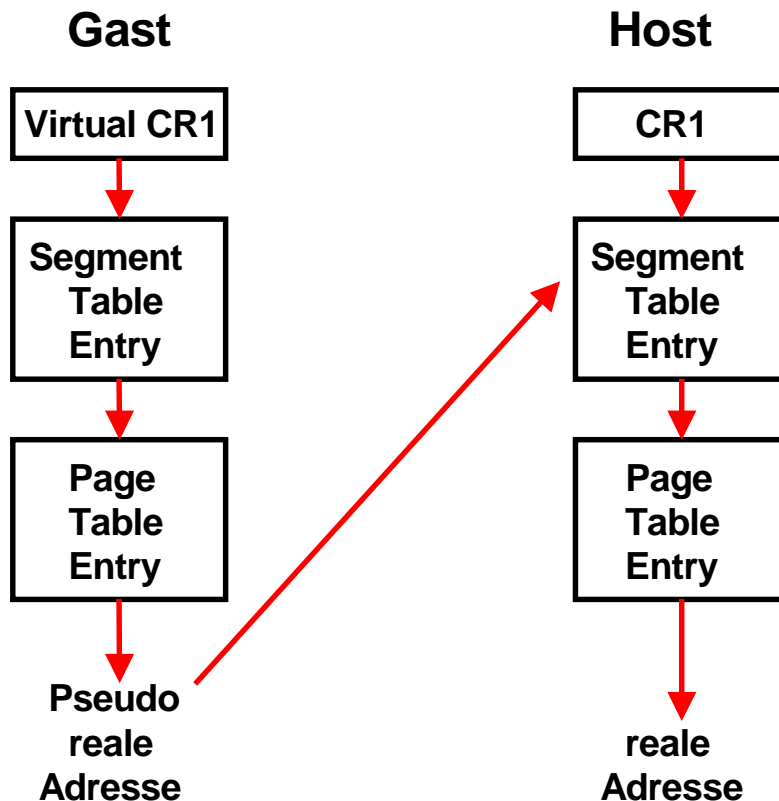 Gast
Virtual CR1
Segment
Table
Entry
Page
Table
Entry
Pseudo
reale
Adresse
Host
CR1
Segment
Table
Entry
Page
Table
Entry
reale
Adresse